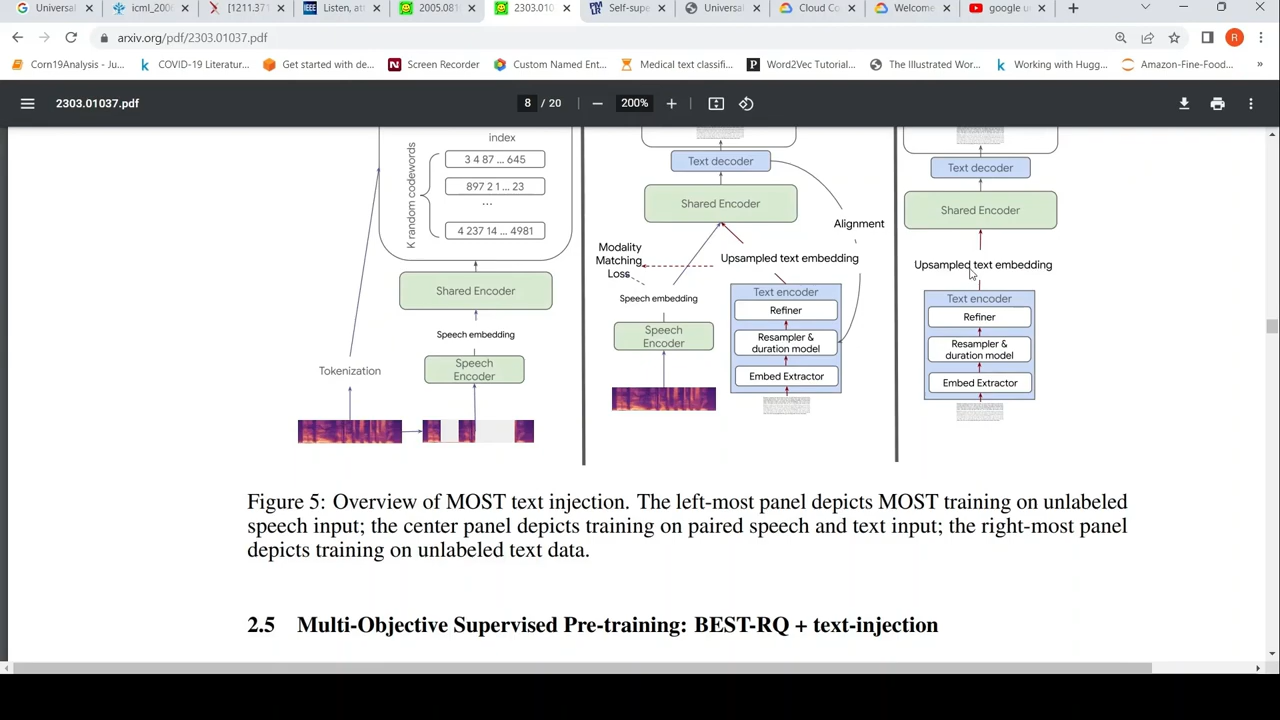 Universal
icml_200
[1211.371
Listen, att
2005.081
2303.010
Self-supe
Universal
Cloud Co
Welcome
google u
arxiv.org/pdf/2303.01037.pdf
R
Corn19Analysis - Ju...
COVID-19 Literatur...
Get started with de...
Screen Recorder
Custom Named Ent...
Medical text classifi...
Word2Vec Tutorial...
The Illustrated Wor...
Working with Hugg...
Amazon-Fine-Food...
»
2303.01037.pdf
8 / 20
200%
index
K random codewords
3 4 87 ... 645
897 2 1 ... 23
...
4 237 14 ... 4981
Shared Encoder
Speech embedding
Speech
Encoder
Tokenization
Text decoder
Shared Encoder
Alignment
Modality
Matching
Loss
Upsampled text embedding
Speech embedding
Speech
Encoder
Text encoder
Refiner
Resampler &
duration model
Embed Extractor
Text decoder
Shared Encoder
Upsampled text embedding
Text encoder
Refiner
Resampler &
duration model
Embed Extractor
Figure 5: Overview of MOST text injection. The left-most panel depicts MOST training on unlabeled
speech input; the center panel depicts training on paired speech and text input; the right-most panel
depicts training on unlabeled text data.
2.5 Multi-Objective Supervised Pre-training: BEST-RQ + text-injection